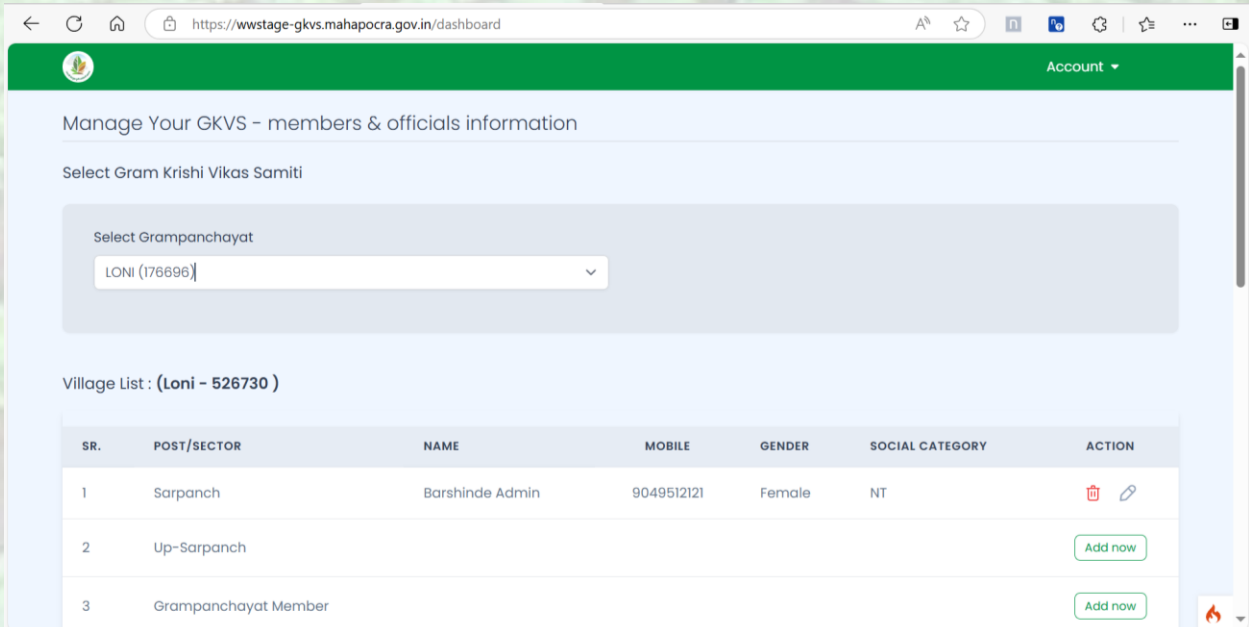 https://wwstage-gkvs.mahapocra.gov.in/dashboard
Account
Manage Your GKVS - members & officials information
Select Gram Krishi Vikas Samiti
Select Grampanchayat
LONI (176696)
Village List : (Loni - 526730 )
SR. POST/SECTOR NAME MOBILE GENDER SOCIAL CATEGORY ACTION
1 Sarpanch Barshinde Admin 9049512121 Female NT
2 Up-Sarpanch Add now
3 Grampanchayat Member Add now